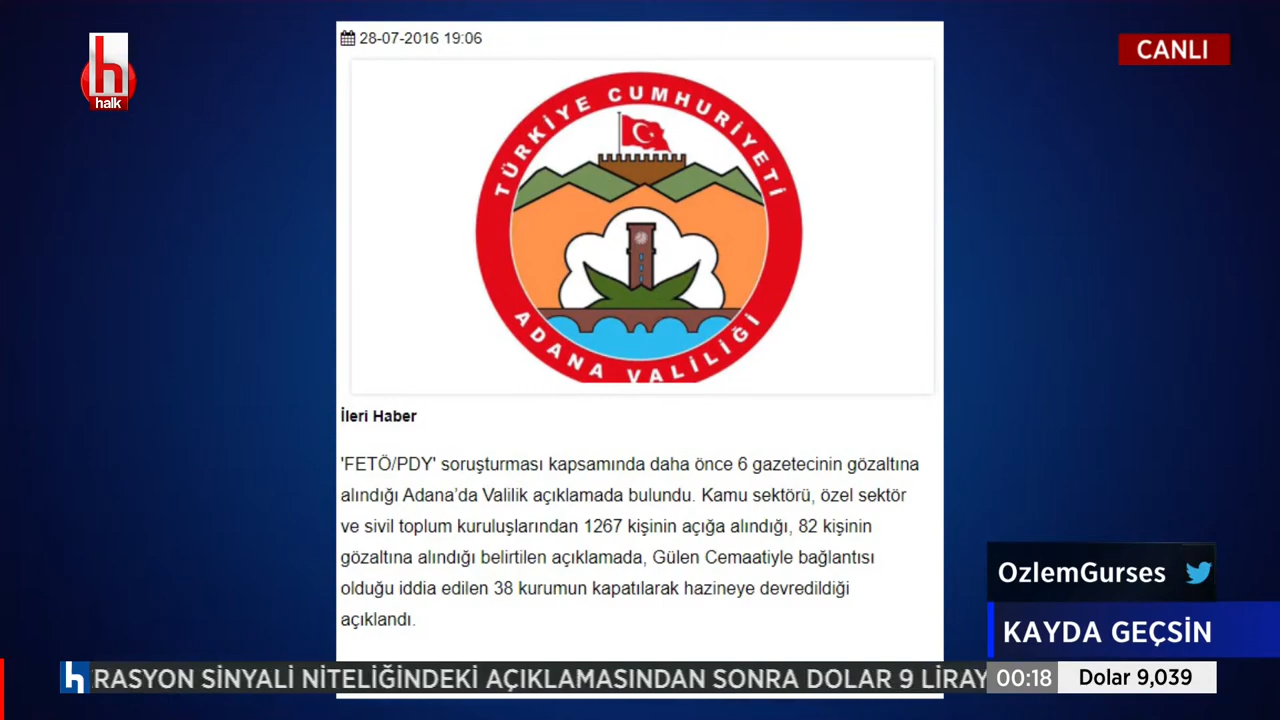 28-07-2016 19:06
CANLI
h
halk
TÜRKİYE CUMHURİYETİ
ADANA VALİLİĞİ
İleri Haber
'FETÖ/PDY' soruşturması kapsamında daha önce 6 gazetecinin gözaltına
alındığı Adana’da Valilik açıklamada bulundu. Kamu sektörü, özel sektör
ve sivil toplum kuruluşlarından 1267 kişinin açığa alındığı, 82 kişinin
gözaltına alındığı belirtilen açıklamada, Gülen Cemaatiyle bağlantısı
olduğu iddia edilen 38 kurumun kapatılarak hazineye devredildiği
açıklandı.
OzlemGurses
KAYDA GEÇSİN
h RASYON SİNYALİ NİTELİĞİNDEKİ AÇIKLAMASINDAN SONRA DOLAR 9 LİRAY 00:18 Dolar 9,039